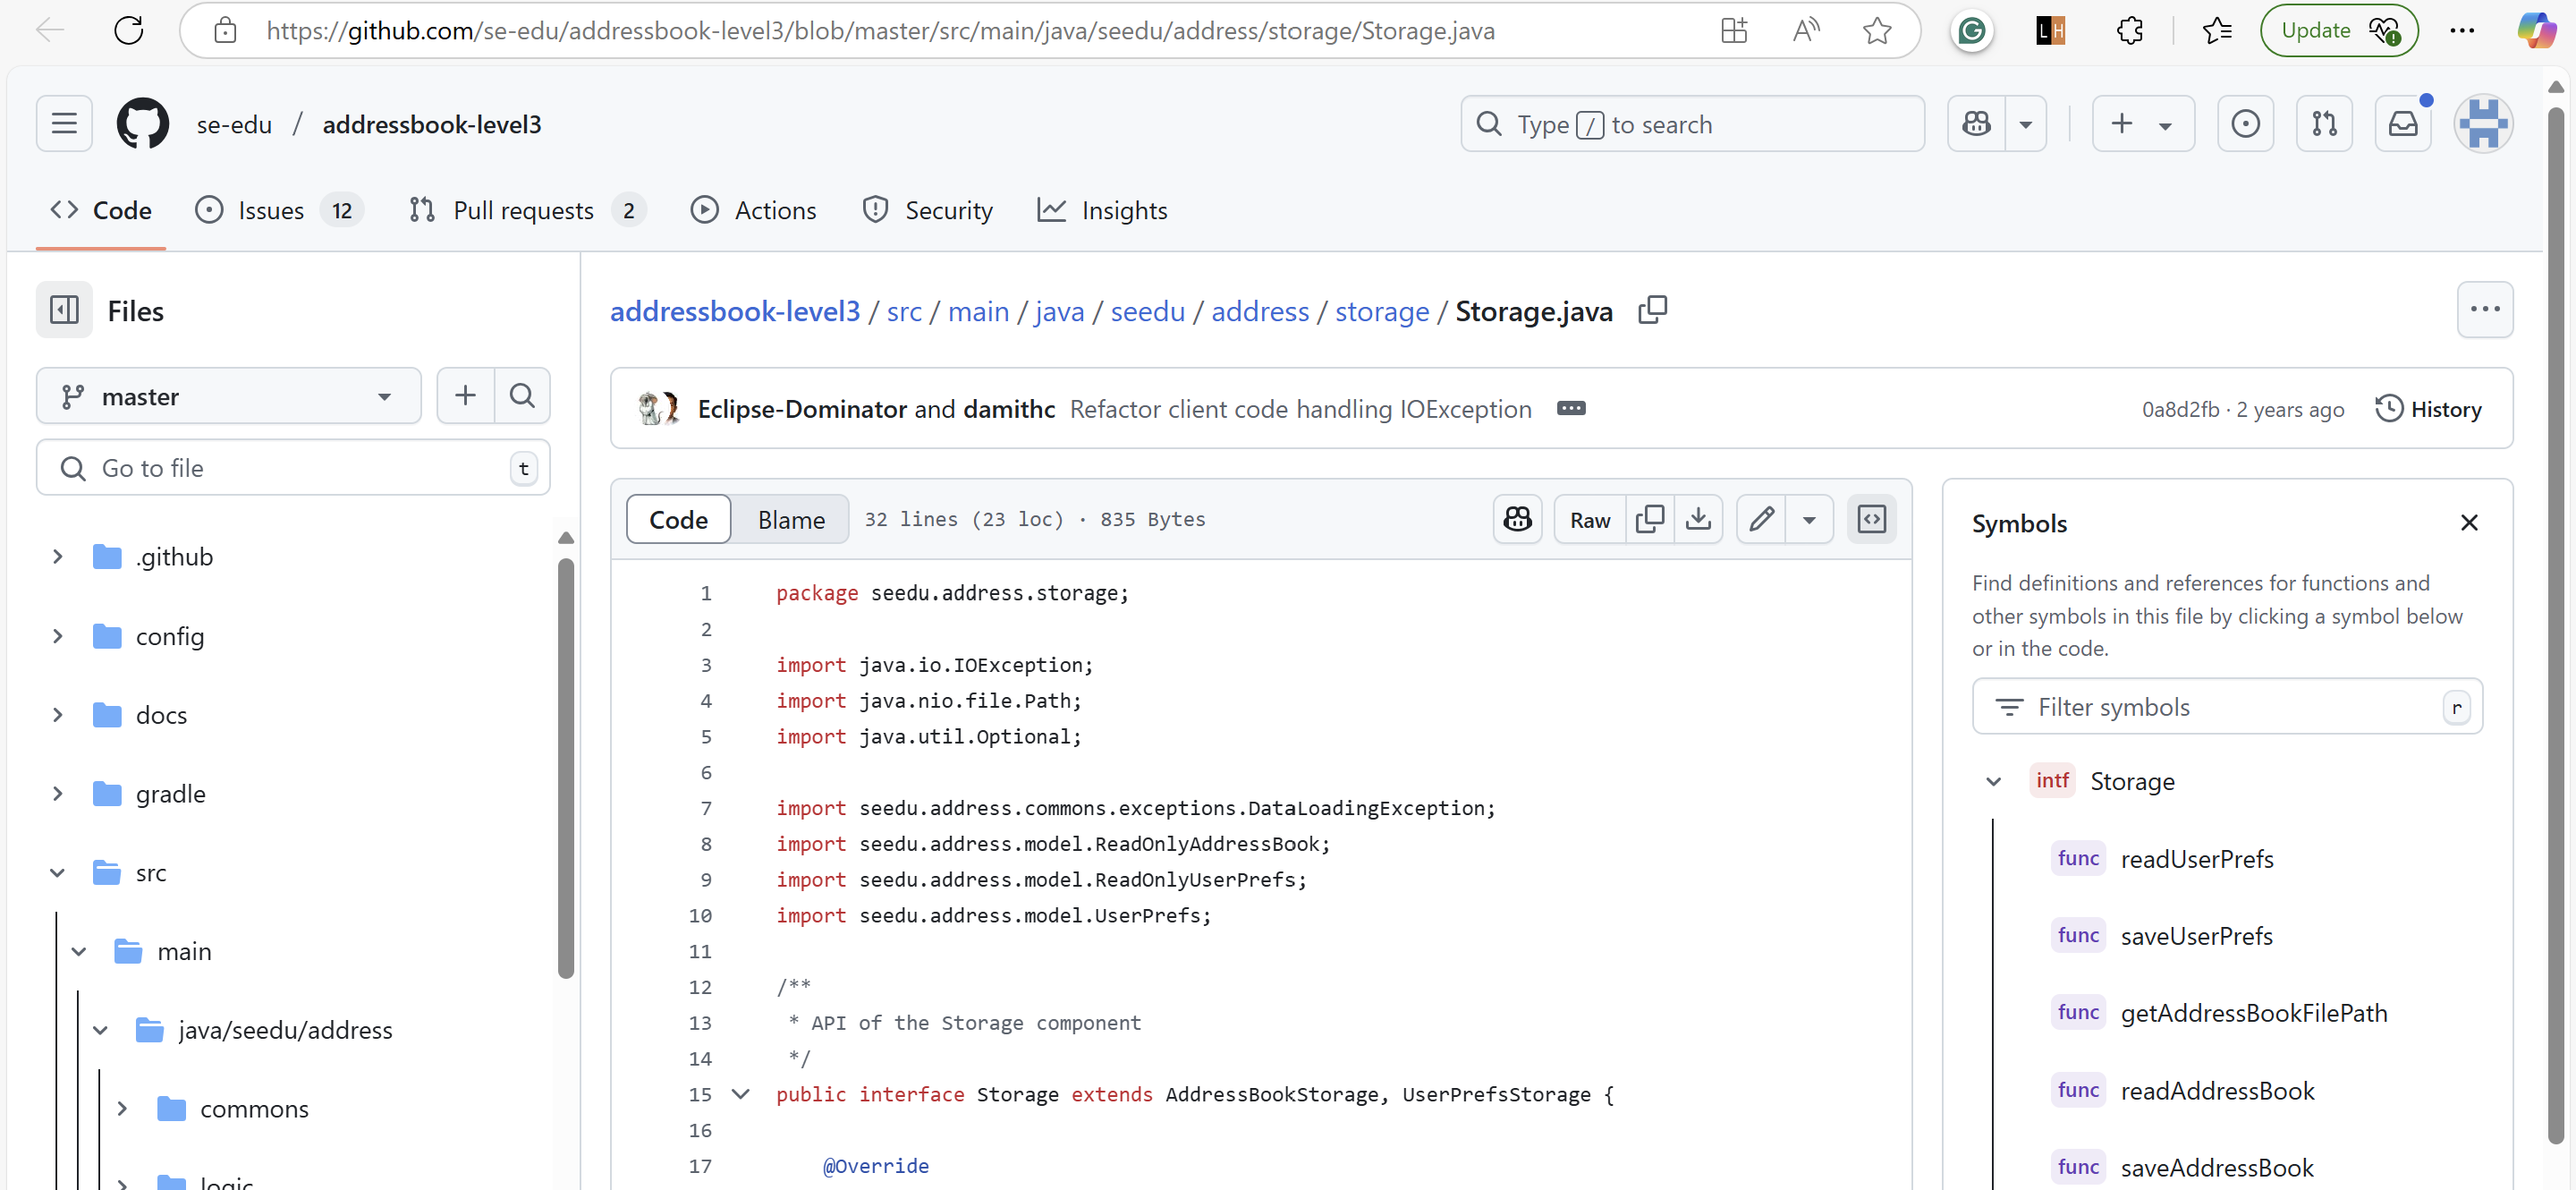 https://github.com/se-edu/addressbook-level3/blob/master/src/main/java/seedu/address/storage/Storage.java
A
G
LH
Update
se-edu / addressbook-level3
Type / to search
Code
Issues 12
Pull requests 2
Actions
Security
Insights
Files
master
Go to file
t
.github
config
docs
gradle
src
main
java/seedu/address
commons
logic
addressbook-level3 / src / main / java / seedu / address / storage / Storage.java
Eclipse-Dominator and damithc Refactor client code handling IOException
0a8d2fb · 2 years ago
History
Code
Blame
32 lines (23 loc) · 835 Bytes
Raw
1 package seedu.address.storage;
2
3 import java.io.IOException;
4 import java.nio.file.Path;
5 import java.util.Optional;
6
7 import seedu.address.commons.exceptions.DataLoadingException;
8 import seedu.address.model.ReadOnlyAddressBook;
9 import seedu.address.model.ReadOnlyUserPrefs;
10 import seedu.address.model.UserPrefs;
11
12 /**
13 * API of the Storage component
14 */
15 public interface Storage extends AddressBookStorage, UserPrefsStorage {
16
17 @Override
Symbols
Find definitions and references for functions and
other symbols in this file by clicking a symbol below
or in the code.
Filter symbols
r
intf Storage
func readUserPrefs
func saveUserPrefs
func getAddressBookFilePath
func readAddressBook
func saveAddressBook